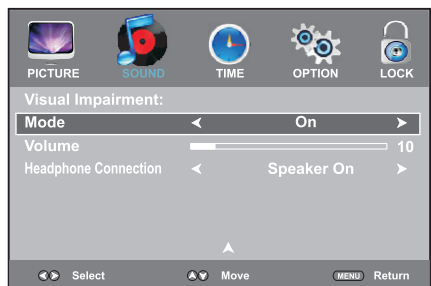 PICTURE SOUND TIME OPTION LOCK
Visual Impairment:
Mode On
Volume 10
Headphone Connection Speaker On
Select Move MENU Return